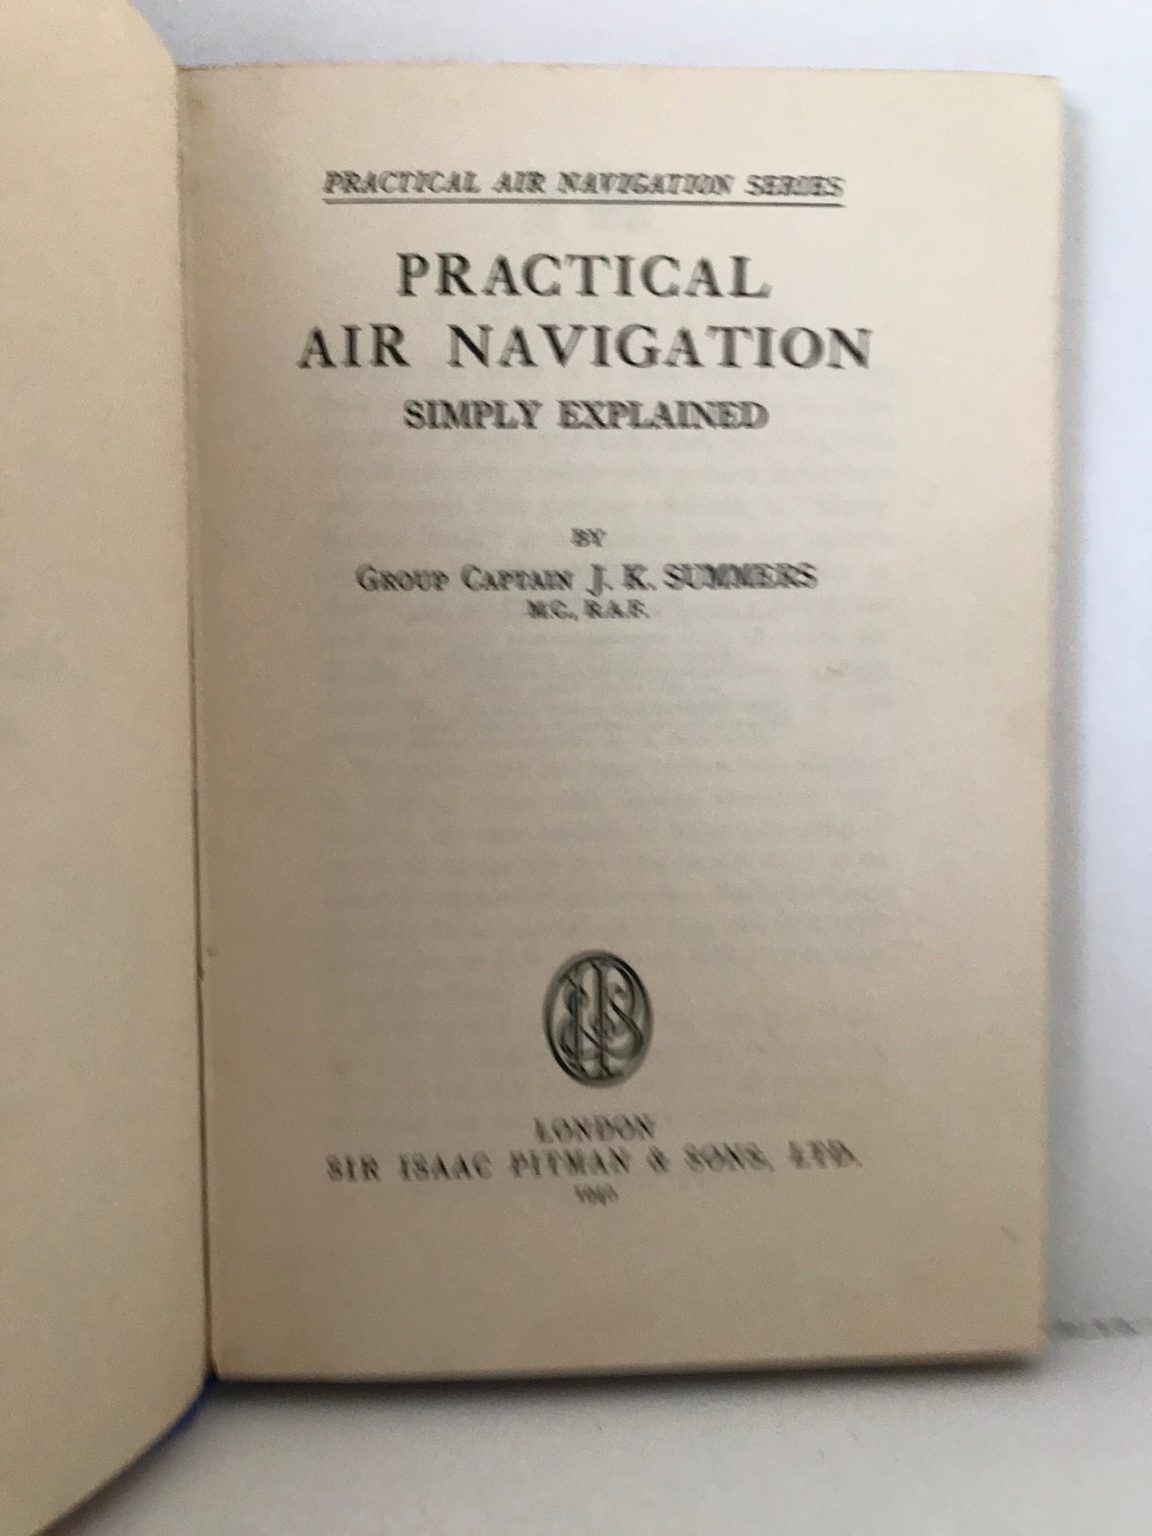 PRACTICAL AIR NAVIGATION SERIES
PRACTICAL
AIR NAVIGATION
SIMPLY EXPLAINED
BY
GROUP CAPTAIN J. K. SUMMERS
M.C., R.A.F.
LONDON
SIR ISAAC PITMAN & SONS, LTD.